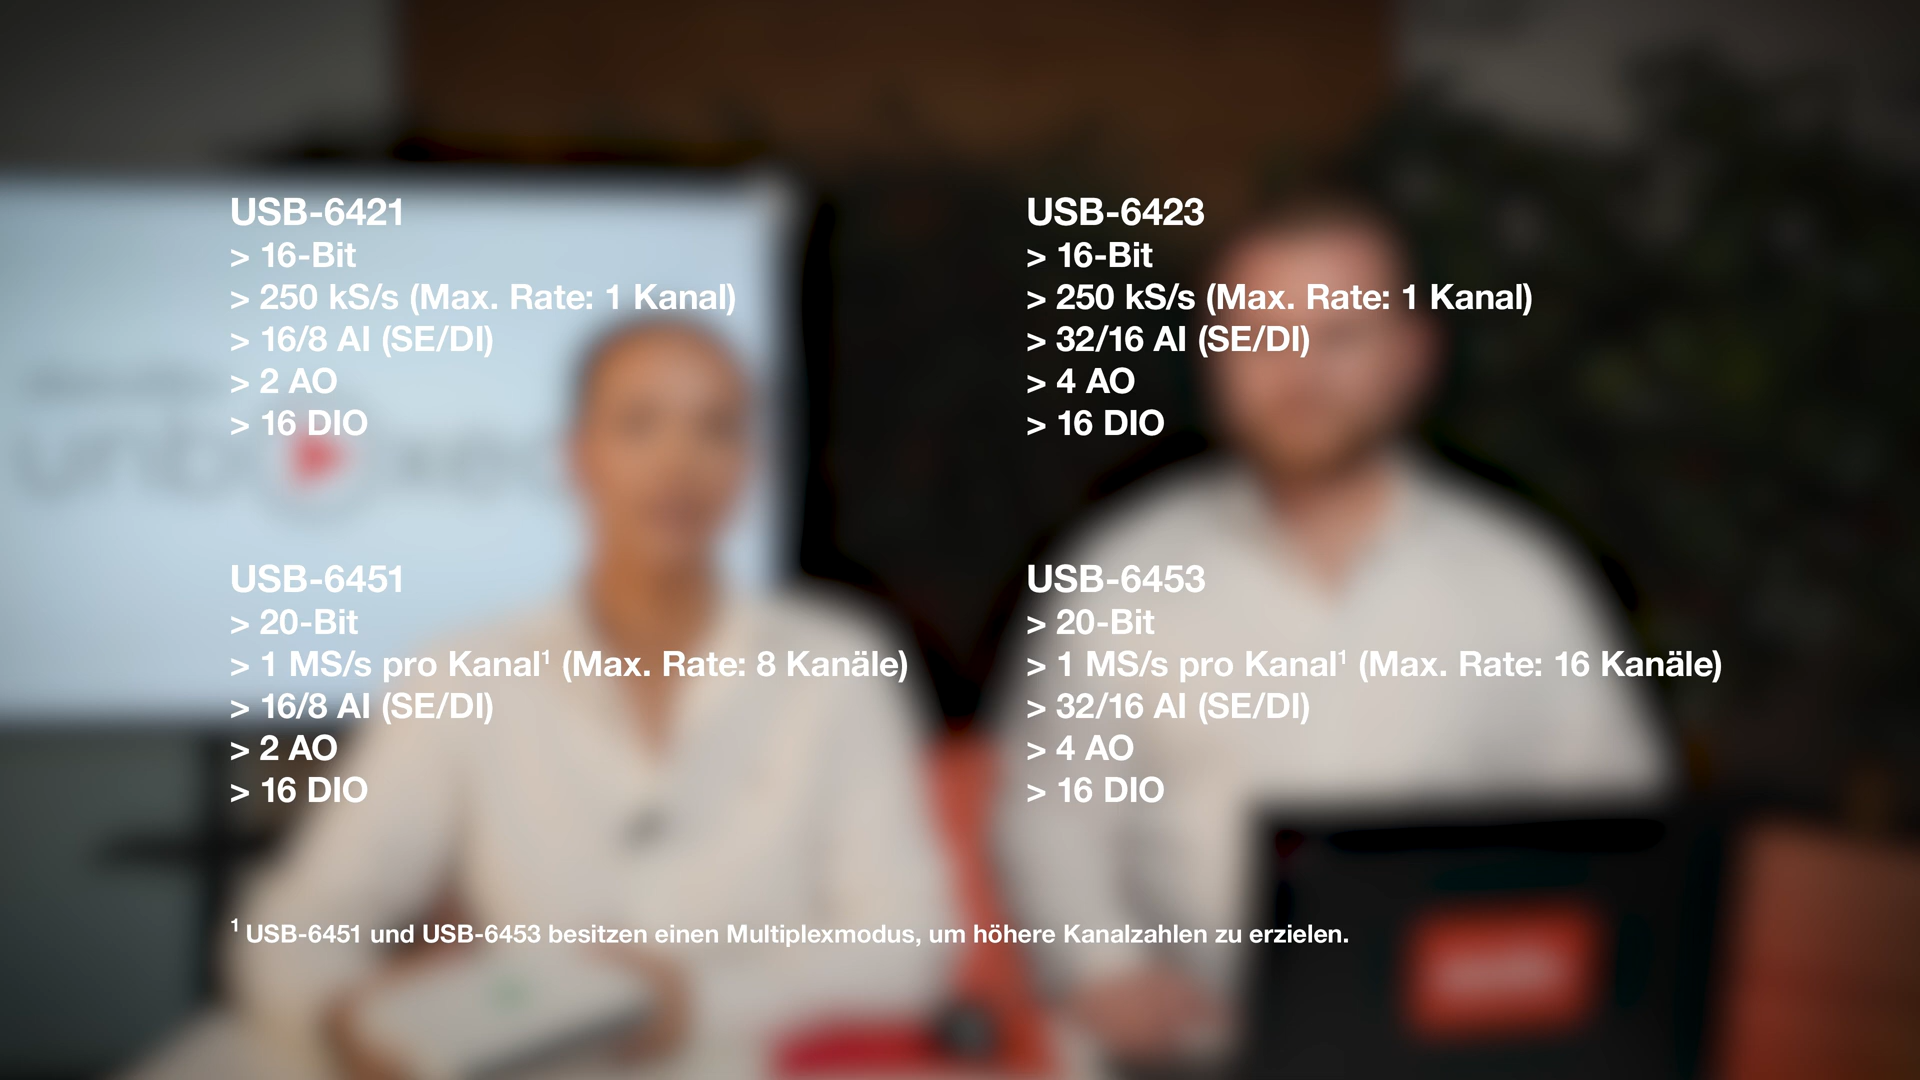 USB-6421
> 16-Bit
> 250 kS/s (Max. Rate: 1 Kanal)
> 16/8 AI (SE/DI)
> 2 AO
> 16 DIO
USB-6423
> 16-Bit
> 250 kS/s (Max. Rate: 1 Kanal)
> 32/16 AI (SE/DI)
> 4 AO
> 16 DIO
USB-6451
> 20-Bit
> 1 MS/s pro Kanal¹ (Max. Rate: 8 Kanäle)
> 16/8 AI (SE/DI)
> 2 AO
> 16 DIO
USB-6453
> 20-Bit
> 1 MS/s pro Kanal¹ (Max. Rate: 16 Kanäle)
> 32/16 AI (SE/DI)
> 4 AO
> 16 DIO
¹ USB-6451 und USB-6453 besitzen einen Multiplexmodus, um höhere Kanalzahlen zu erzielen.